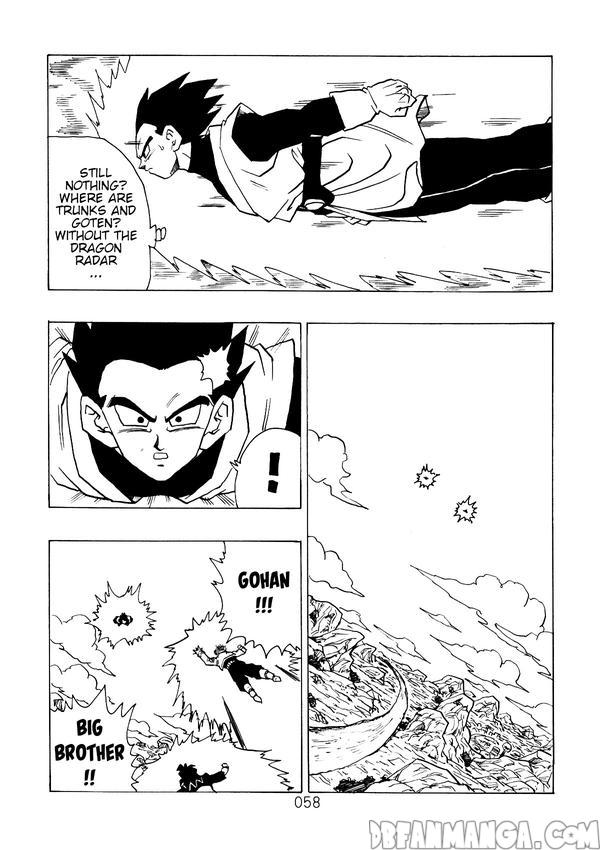 STILL
NOTHING?
WHERE ARE
TRUNKS AND
GOTEN?
WITHOUT THE
DRAGON
RADAR
...
!
GOHAN
!!!
BIG
BROTHER
!!
058
DBFANMANGA.COM